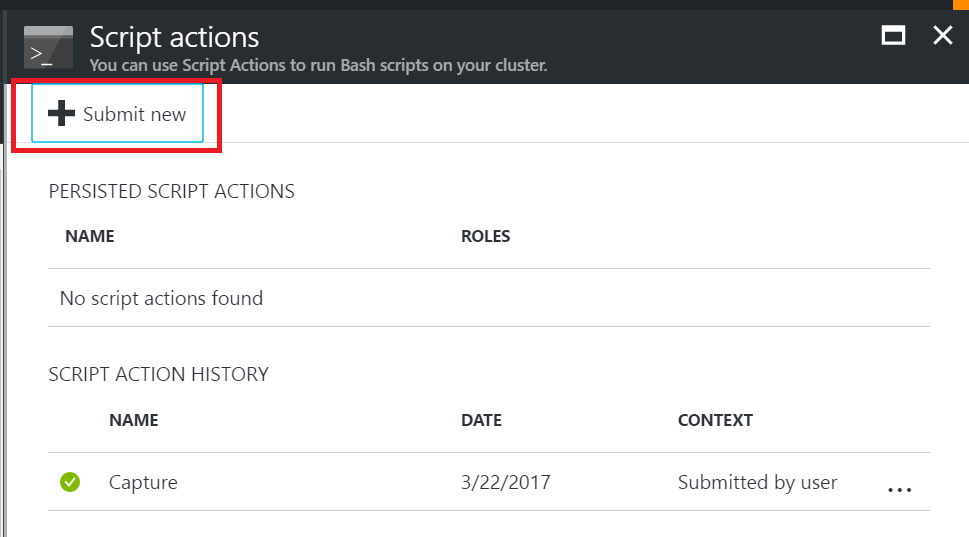 >_
Script actions
You can use Script Actions to run Bash scripts on your cluster.
Submit new
PERSISTED SCRIPT ACTIONS
NAME ROLES
No script actions found
SCRIPT ACTION HISTORY
NAME DATE CONTEXT
Capture 3/22/2017 Submitted by user ...